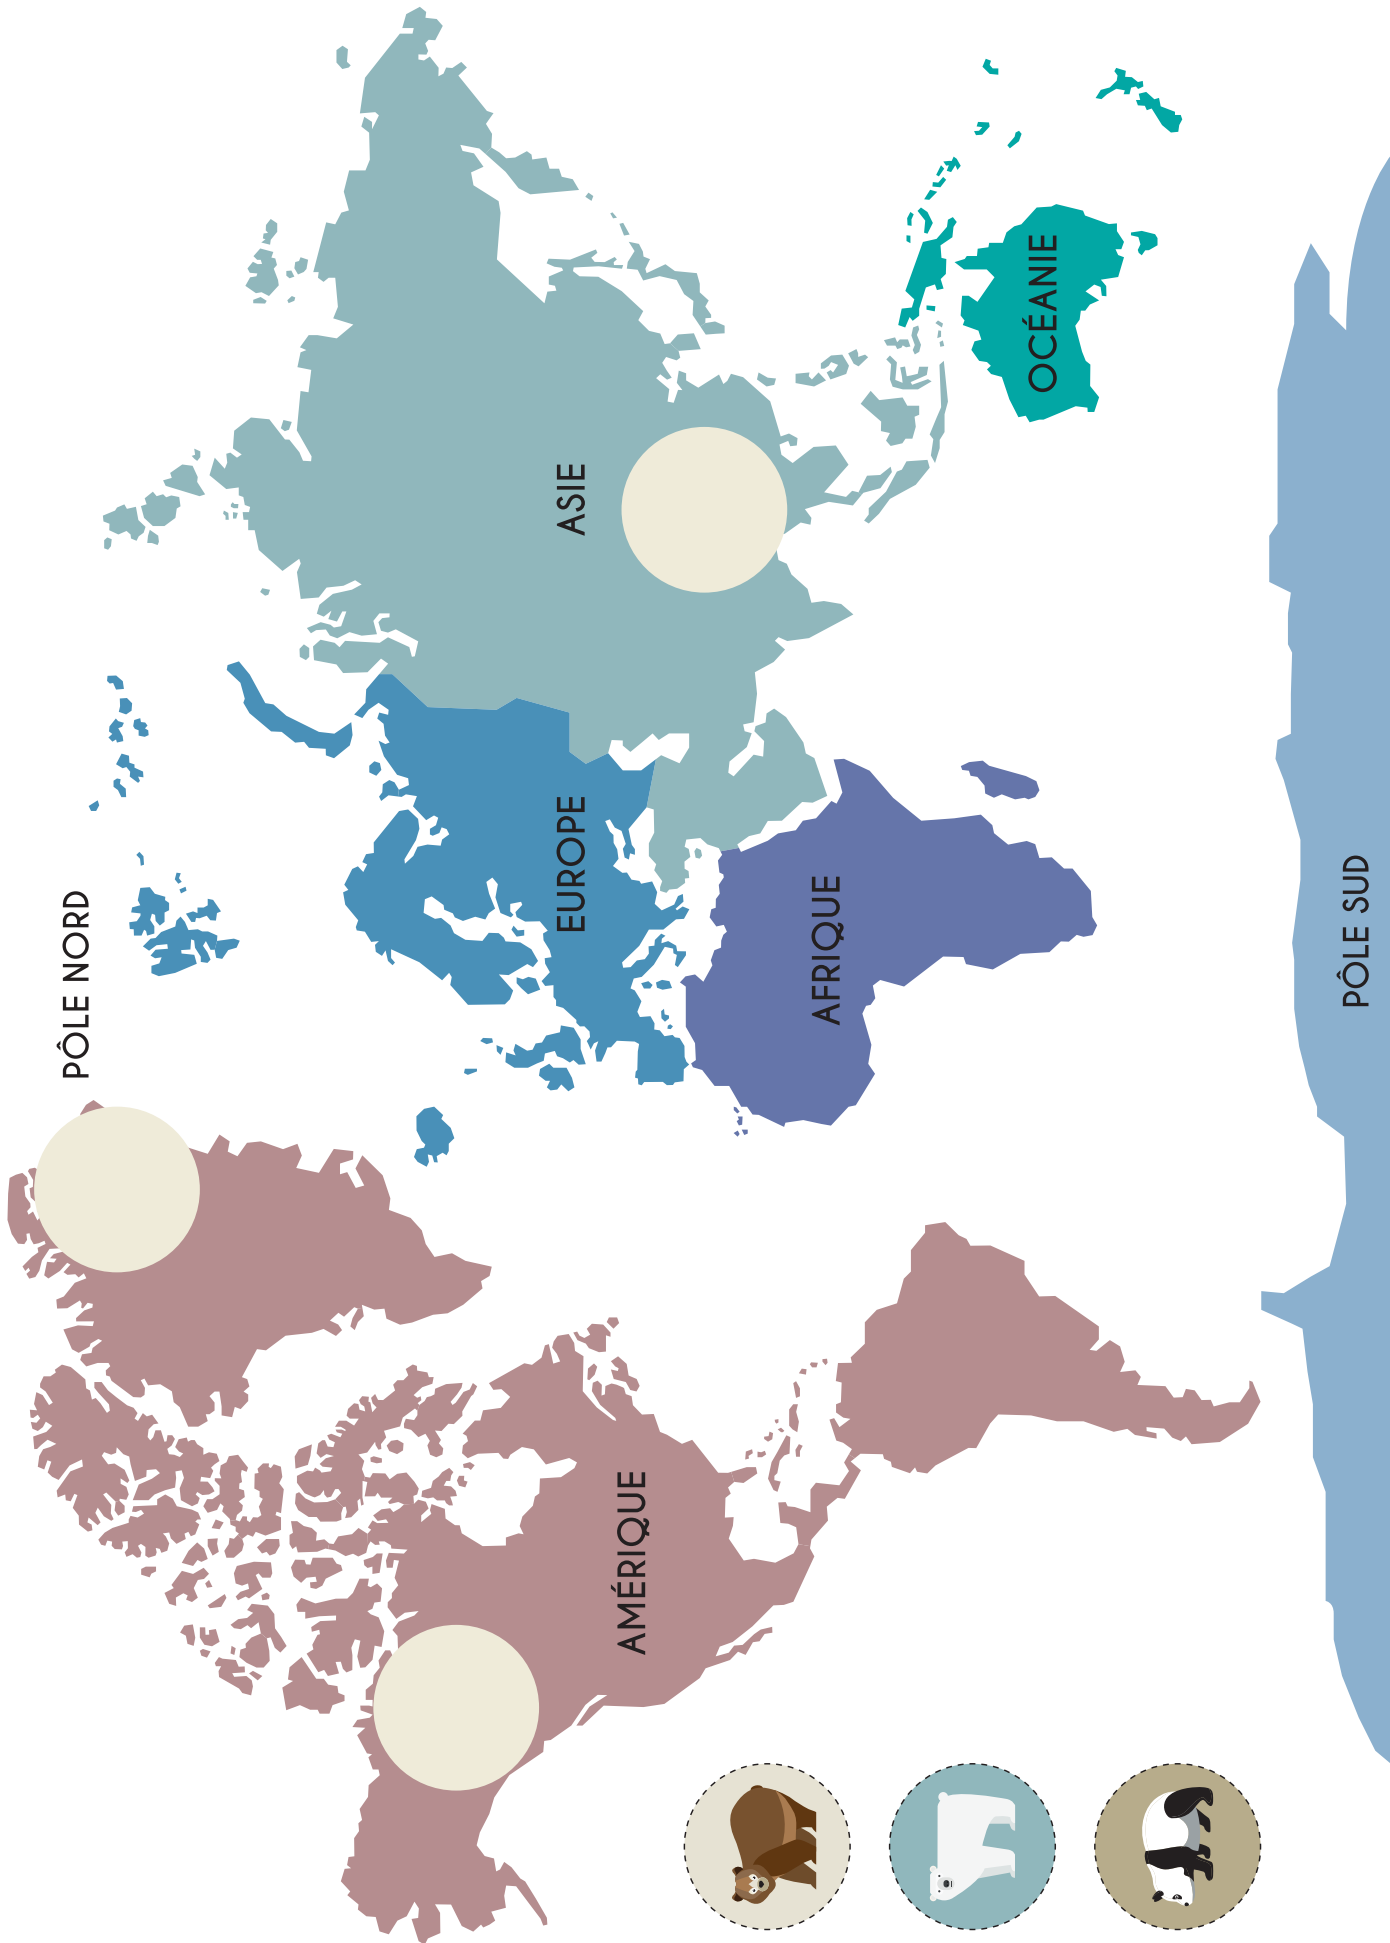 PÔLE NORD
ASIE
EUROPE
AMÉRIQUE
AFRIQUE
OCÉANIE
PÔLE SUD